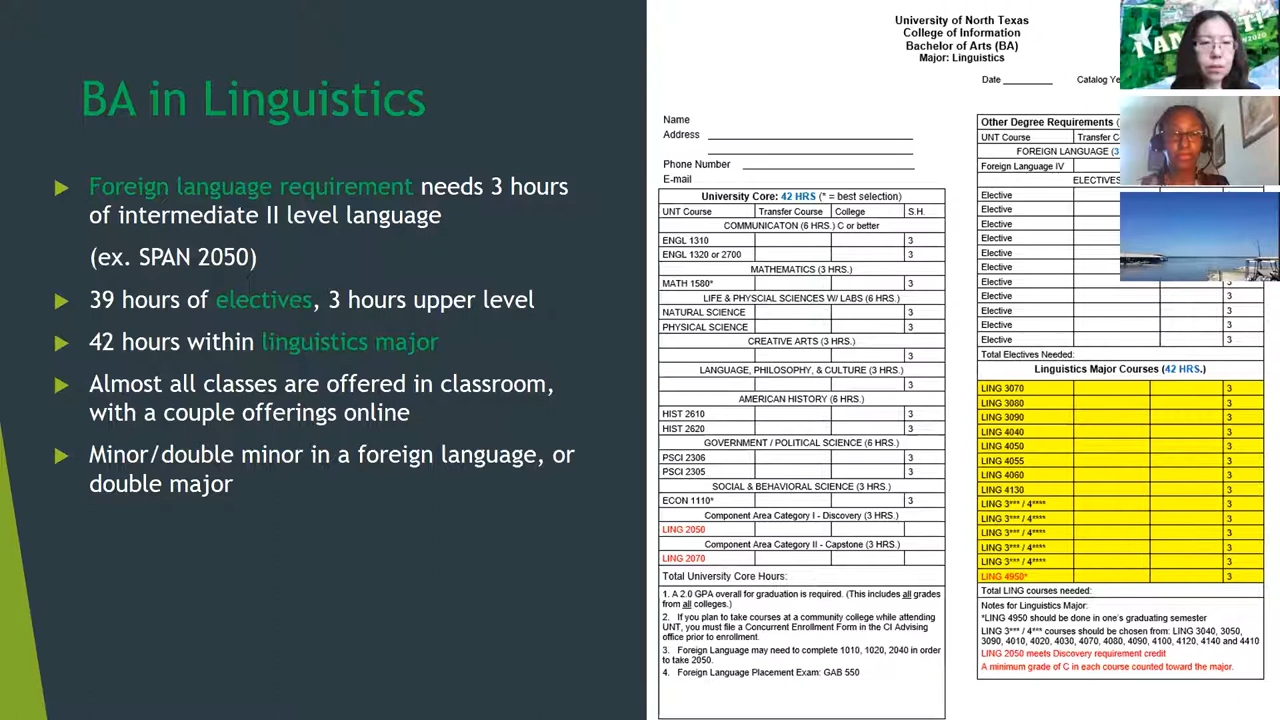 BA in Linguistics
Foreign language requirement needs 3 hours
of intermediate II level language
(ex. SPAN 2050)
39 hours of electives, 3 hours upper level
42 hours within linguistics major
Almost all classes are offered in classroom,
with a couple offerings online
Minor/double minor in a foreign language, or
double major
University of North Texas
College of Information
Bachelor of Arts (BA)
Major: Linguistics
Date
Catalog
Name
Address
Phone Number
E-mail
University Core: 42 HRS (* = best selection)
UNT Course Transfer Course College S.H.
COMMUNICATON (6 HRS.) C or better
ENGL 1310 3
ENGL 1320 or 2700 3
MATHEMATICS (3 HRS.)
MATH 1580* 3
LIFE & PHYSCIAL SCIENCES W/ LABS (6 HRS.)
NATURAL SCIENCE 3
PHYSICAL SCIENCE 3
CREATIVE ARTS (3 HRS.)
3
LANGUAGE, PHILOSOPHY, & CULTURE (3 HRS.)
3
AMERICAN HISTORY (6 HRS.)
HIST 2610 3
HIST 2620 3
GOVERNMENT / POLITICAL SCIENCE (6 HRS.)
PSCI 2306 3
PSCI 2305 3
SOCIAL & BEHAVIORAL SCIENCE (3 HRS.)
ECON 1110* 3
Component Area Category I - Discovery (3 HRS.)
LING 2050
Component Area Category II - Capstone (3 HRS.)
LING 2070
Total University Core Hours:
1. A 2.0 GPA overall for graduation is required. (This includes all grades
from all colleges.)
2. If you plan to take courses at a community college while attending
UNT, you must file a Concurrent Enrollment Form in the CI Advising
office prior to enrollment.
3. Foreign Language may need to complete 1010, 1020, 2040 in order
to take 2050.
4. Foreign Language Placement Exam: GAB 550
Other Degree Requirements
UNT Course Transfer
FOREIGN LANGUAGE (3
Foreign Language IV
ELECTIVES
Elective
Elective
Elective
Elective
Elective
Elective
Elective 3
Elective 3
Elective 3
Elective 3
Elective 3
Total Electives Needed:
Linguistics Major Courses (42 HRS.)
LING 3070 3
LING 3080 3
LING 3090 3
LING 4040 3
LING 4050 3
LING 4055 3
LING 4060 3
LING 4130 3
LING 3*** / 4**** 3
LING 3*** / 4**** 3
LING 3*** / 4**** 3
LING 3*** / 4**** 3
LING 3*** / 4**** 3
LING 4950* 3
Total LING courses needed:
Notes for Linguistics Major:
*LING 4950 should be done in one's graduating semester
LING 3*** / 4*** courses should be chosen from: LING 3040, 3050,
3090, 4010, 4020, 4030, 4070, 4080, 4090, 4100, 4120, 4140 and 4410
LING 2050 meets Discovery requirement credit
A minimum grade of C in each course counted toward the major.